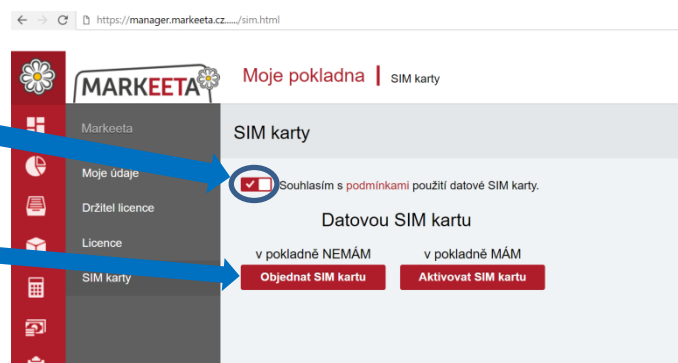 https://manager.markeeta.cz...../sim.html
MARKEETA
Moje pokladna | SIM karty
Markeeta
SIM karty
Moje údaje
Souhlasím s podmínkami použití datové SIM karty.
Držitel licence
Datovou SIM kartu
Licence
v pokladně NEMÁM
v pokladně MÁM
SIM karty
Objednat SIM kartu
Aktivovat SIM kartu